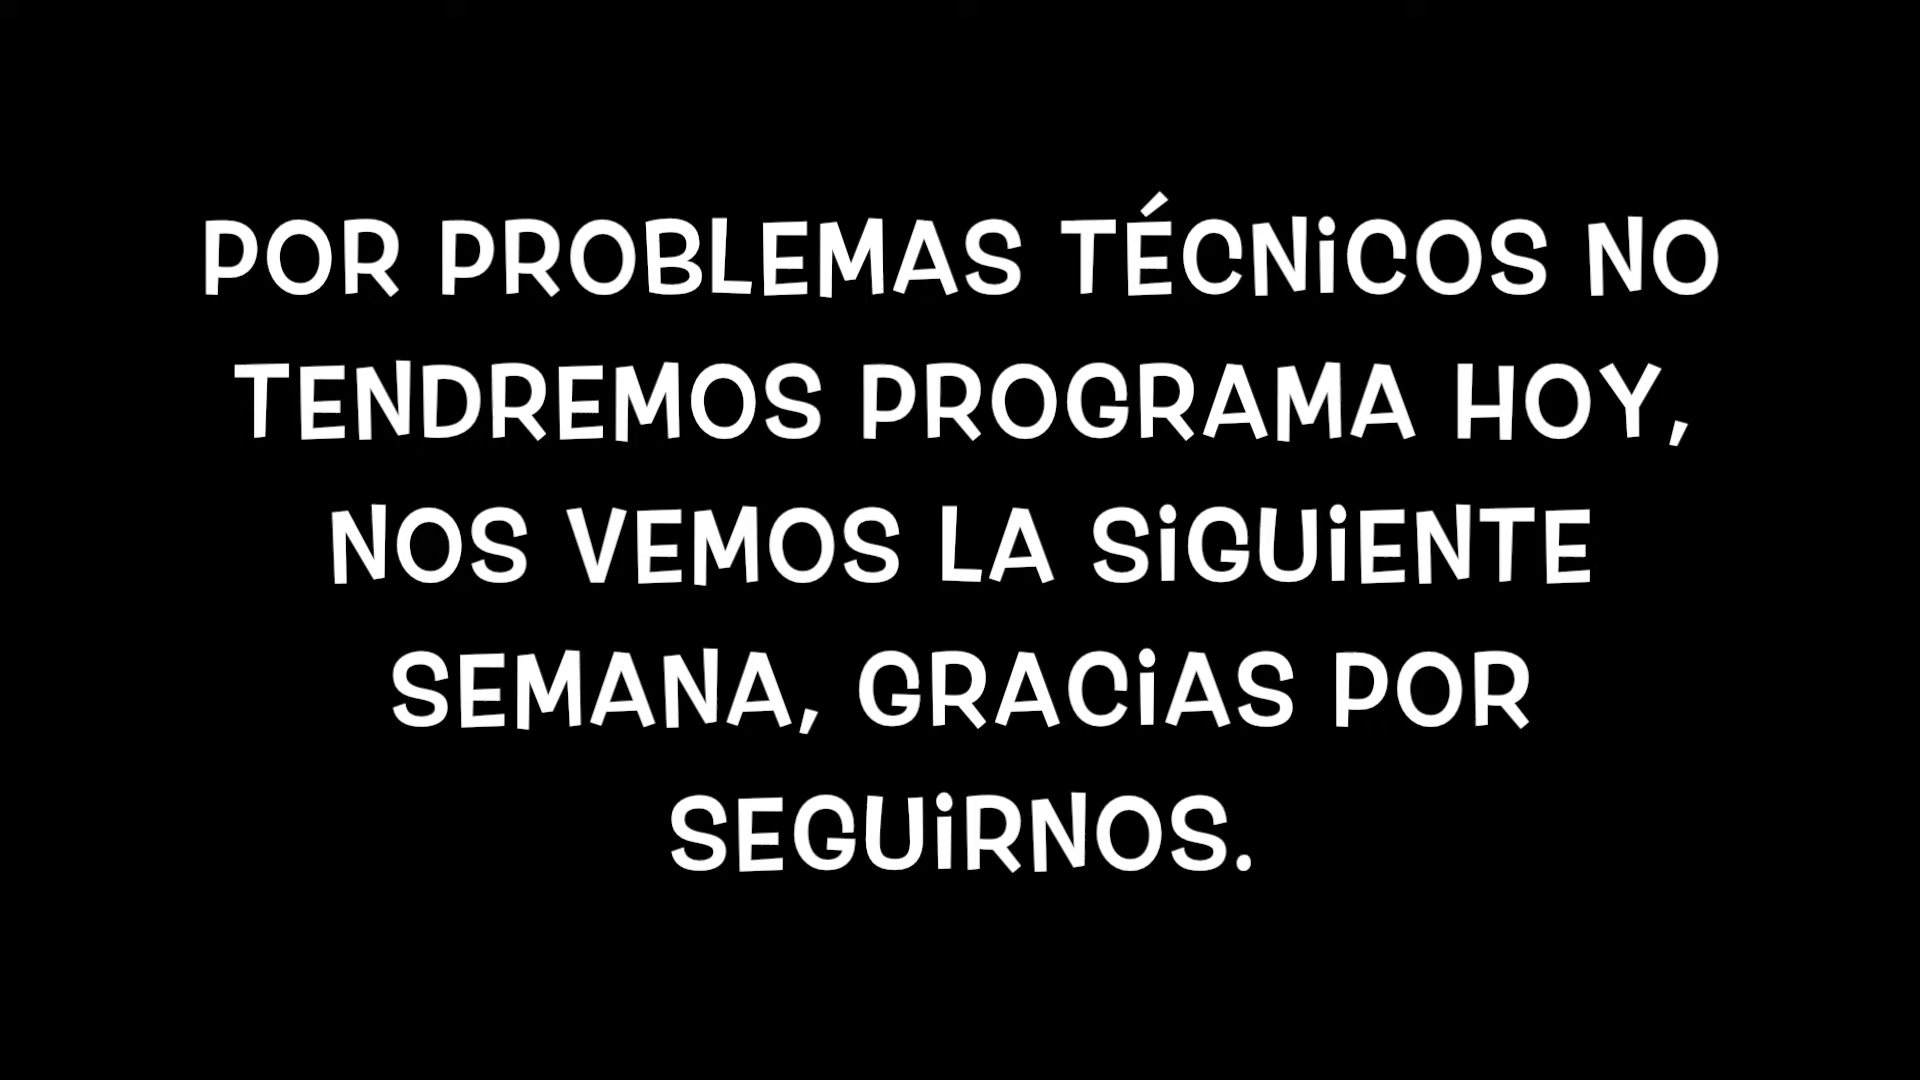 POR PROBLEMAS TÉCNiCOS NO
TENDREMOS PROGRAMA HOY,
NOS VEMOS LA SiGUiENTE
SEMANA, GRACiAS POR
SEGUiRNOS.